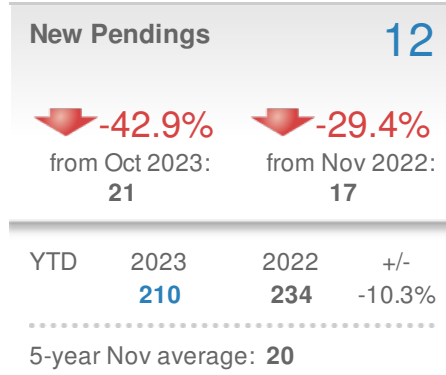 New Pendings 12
-42.9% -29.4%
from Oct 2023: from Nov 2022:
21 17
YTD 2023 2022 +/-
210 234 -10.3%
5-year Nov average: 20